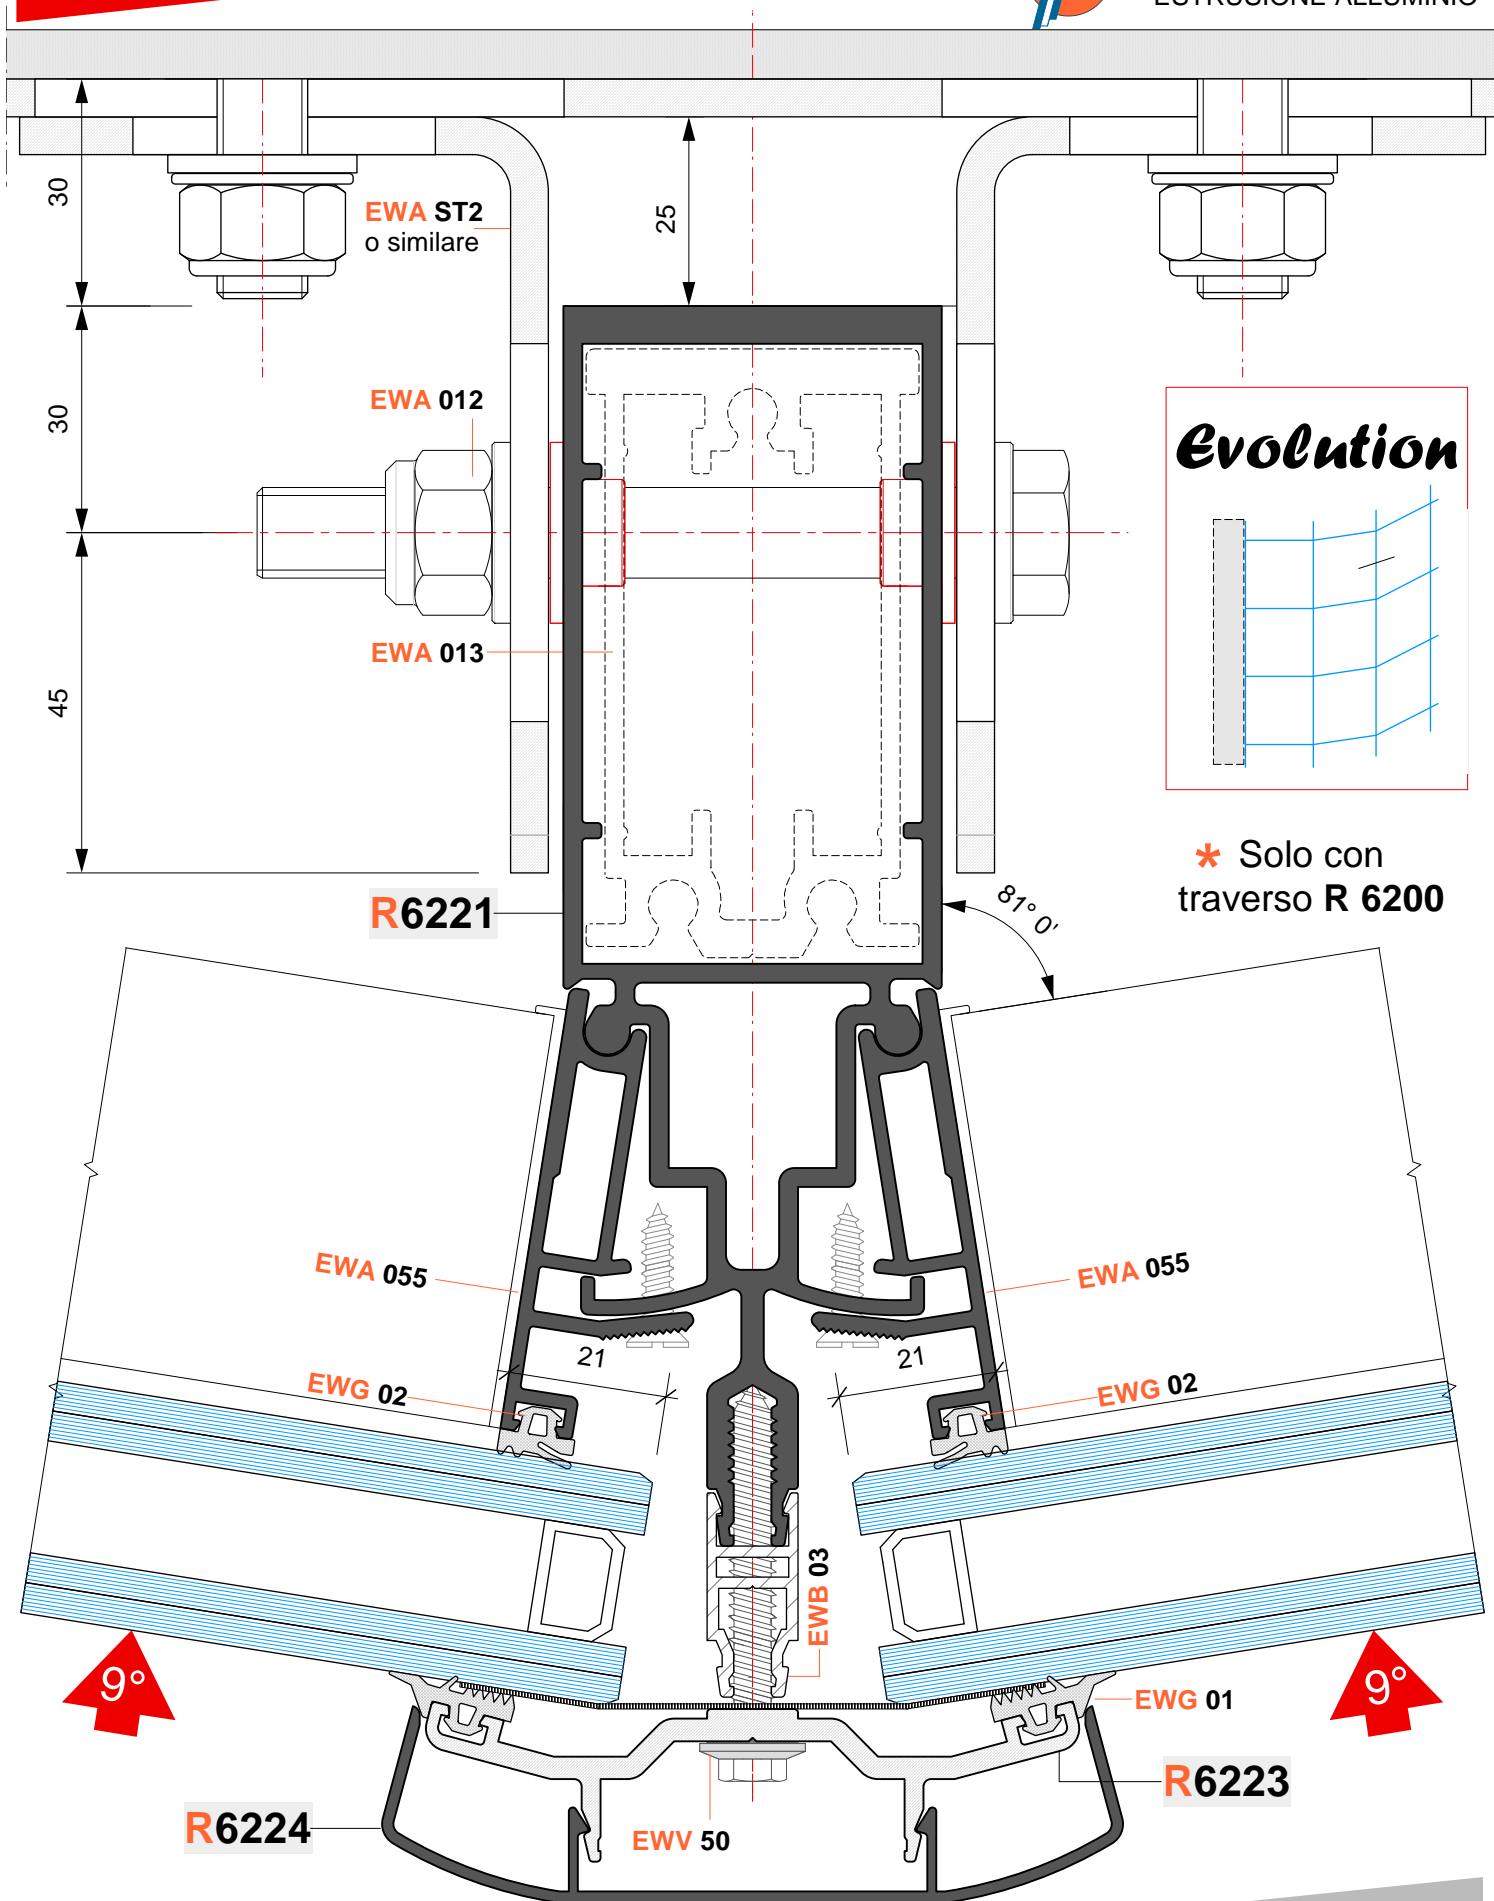 ESTRUSIONE ALLUMINIO
30
EWA ST2
o similare
25
30
EWA 012
Evolution
EWA 013
45
* Solo con
traverso R 6200
R6221
81° 0'
EWA 055
EWA 055
21
21
EWG 02
EWG 02
EWB 03
9°
9°
EWG 01
R6223
R6224
EWV 50